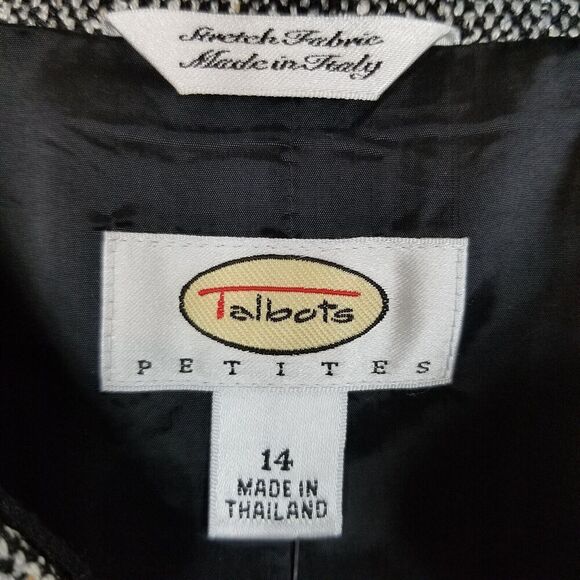 Stretch Fabric
Made in Italy
Talbots
PETITES
14
MADE IN
THAILAND